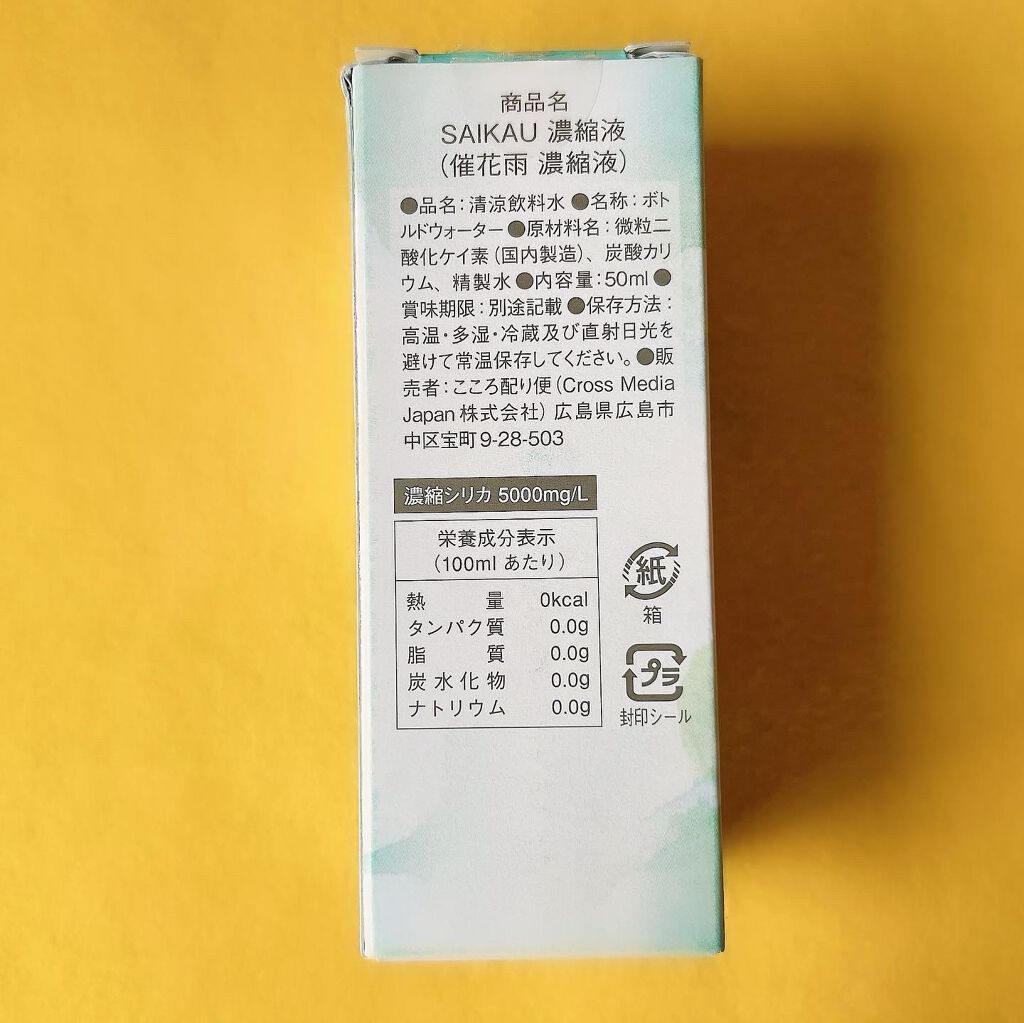 商品名
SAIKAU 濃縮液
(催花雨 濃縮液)
●品名:清涼飲料水 ●名称:ボト
ルドウォーター ●原材料名:微粒二
酸化ケイ素(国内製造)、炭酸カリ
ウム、精製水 ●内容量:50ml ●
賞味期限:別途記載 ●保存方法:
高温・多湿・冷蔵及び直射日光を
避けて常温保存してください。●販
売者:こころ配り便(Cross Media
Japan 株式会社)広島県広島市
中区宝町9-28-503
濃縮シリカ 5000mg/L
栄養成分表示
(100ml あたり)
熱量 0kcal
タンパク質 0.0g
脂質 0.0g
炭水化物 0.0g
ナトリウム 0.0g
紙
箱
プラ
封印シール